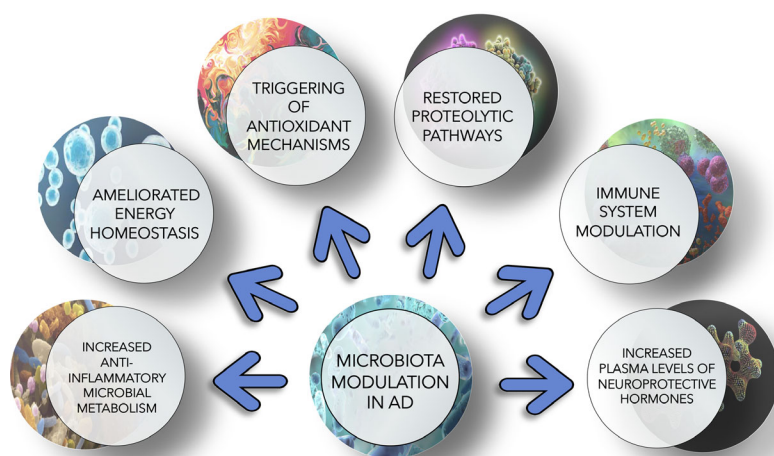 TRIGGERING
OF
ANTIOXIDANT
MECHANISMS
RESTORED
PROTEOLYTIC
PATHWAYS
AMELIORATED
ENERGY
HOMEOSTASIS
IMMUNE
SYSTEM
MODULATION
INCREASED
ANTI-
INFLAMMATORY
MICROBIAL
METABOLISM
MICROBIOTA
MODULATION
IN AD
INCREASED
PLASMA LEVELS OF
NEUROPROTECTIVE
HORMONES